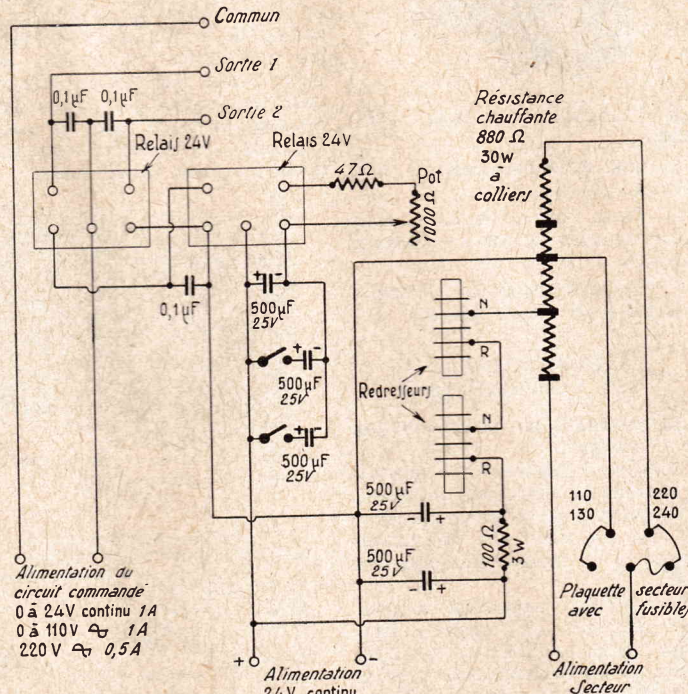 Commun
Sortie 1
0,1µF 0,1µF
Sortie 2
Relais 24V
Relais 24V
Résistance
chauffante
880 Ω
30W
à
colliers
47Ω
Pot
1000Ω
0,1µF
+ -
500µF
25V
+ -
500µF
25V
+ -
500µF
25V
N
R
Redresseurs
N
R
500µF
25V
- +
100Ω
3W
500µF
25V
- +
110
130
220
240
Plaquette secteur
avec fusibles
Alimentation du
circuit commandé
0 à 24V continu 1A
0 à 110V 1A
220V 0,5A
+ -
Alimentation
24V continu
Alimentation
Secteur